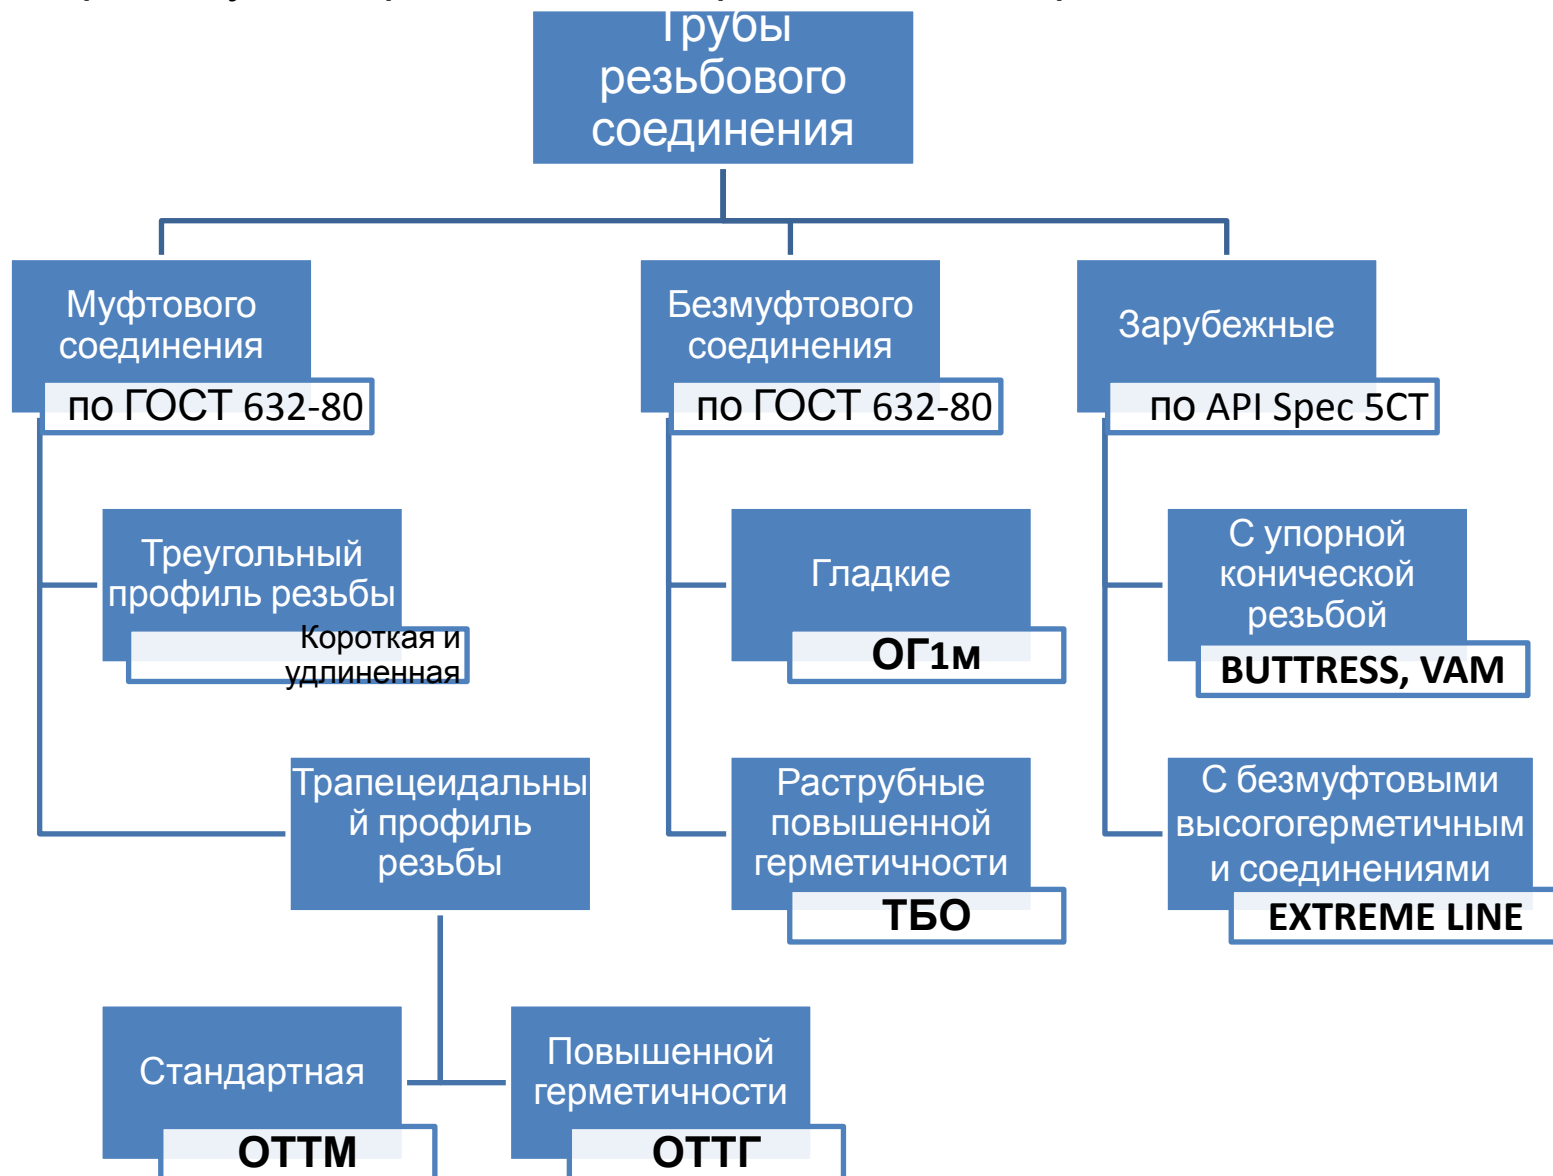 Трубы
резьбового
соединения
Муфтового
соединения
по ГОСТ 632-80
Безмуфтового
соединения
по ГОСТ 632-80
Зарубежные
по API Spec 5CT
Треугольный
профиль резьбы
Короткая и
удлиненная
Гладкие
ОГ1м
С упорной
конической
резьбой
BUTTRESS, VAM
Трапецеидальны
й профиль
резьбы
Раструбные
повышенной
герметичности
ТБО
С безмуфтовыми
высогогерметичным
и соединениями
EXTREME LINE
Стандартная
ОТТМ
Повышенной
герметичности
ОТТГ